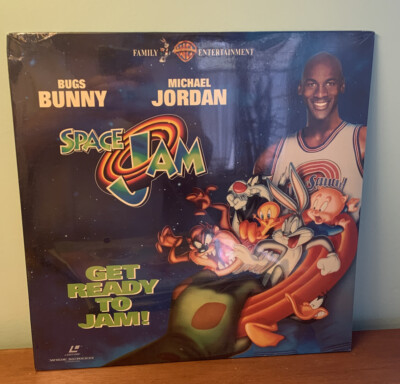 FAMILY ENTERTAINMENT
BUGS
BUNNY
MICHAEL
JORDAN
SPACE JAM
GET
READY
TO
JAM!